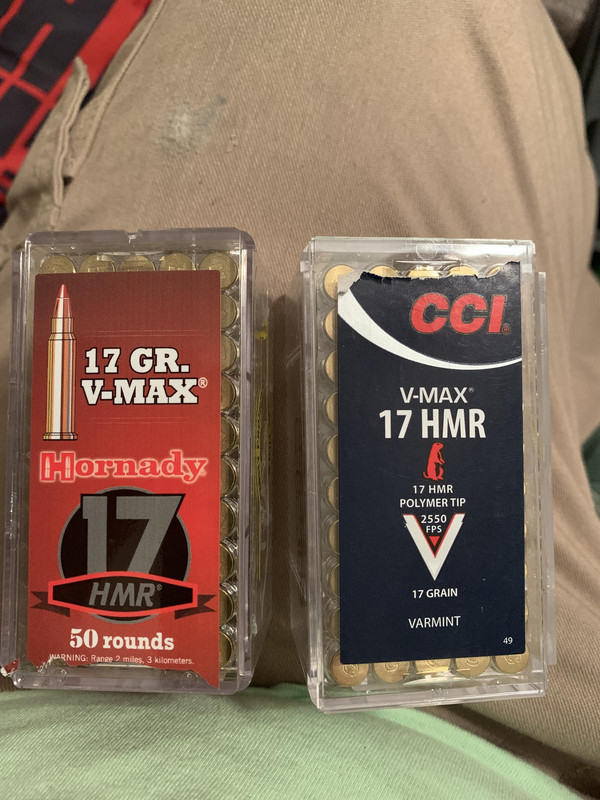 17 GR.
V-MAX®
Hornady®
17
HMR®
50 rounds
WARNING: Range 2 miles, 3 kilometers.
CCI®
V-MAX®
17 HMR
17 HMR
POLYMER TIP
2550
FPS
17 GRAIN
VARMINT
49